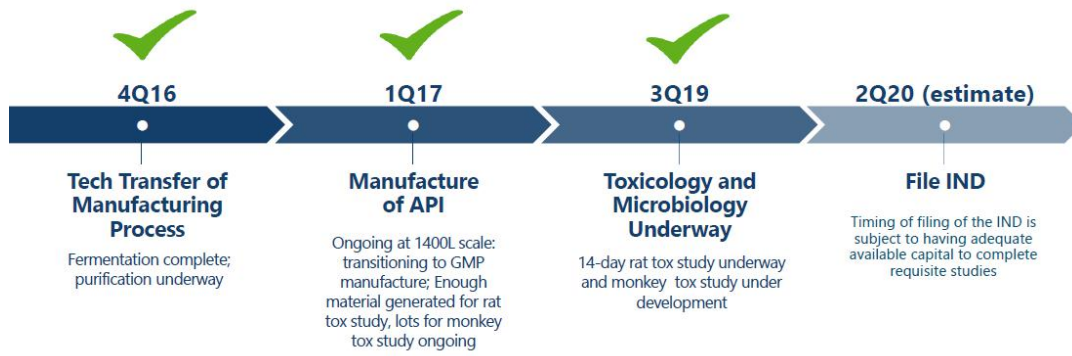 4Q16
1Q17
3Q19
2Q20 (estimate)
Tech Transfer of
Manufacturing
Process
Fermentation complete;
purification underway
Manufacture
of API
Ongoing at 1400L scale:
transitioning to GMP
manufacture; Enough
material generated for rat
tox study, lots for monkey
tox study ongoing
Toxicology and
Microbiology
Underway
14-day rat tox study underway
and monkey tox study under
development
File IND
Timing of filing of the IND is
subject to having adequate
available capital to complete
requisite studies